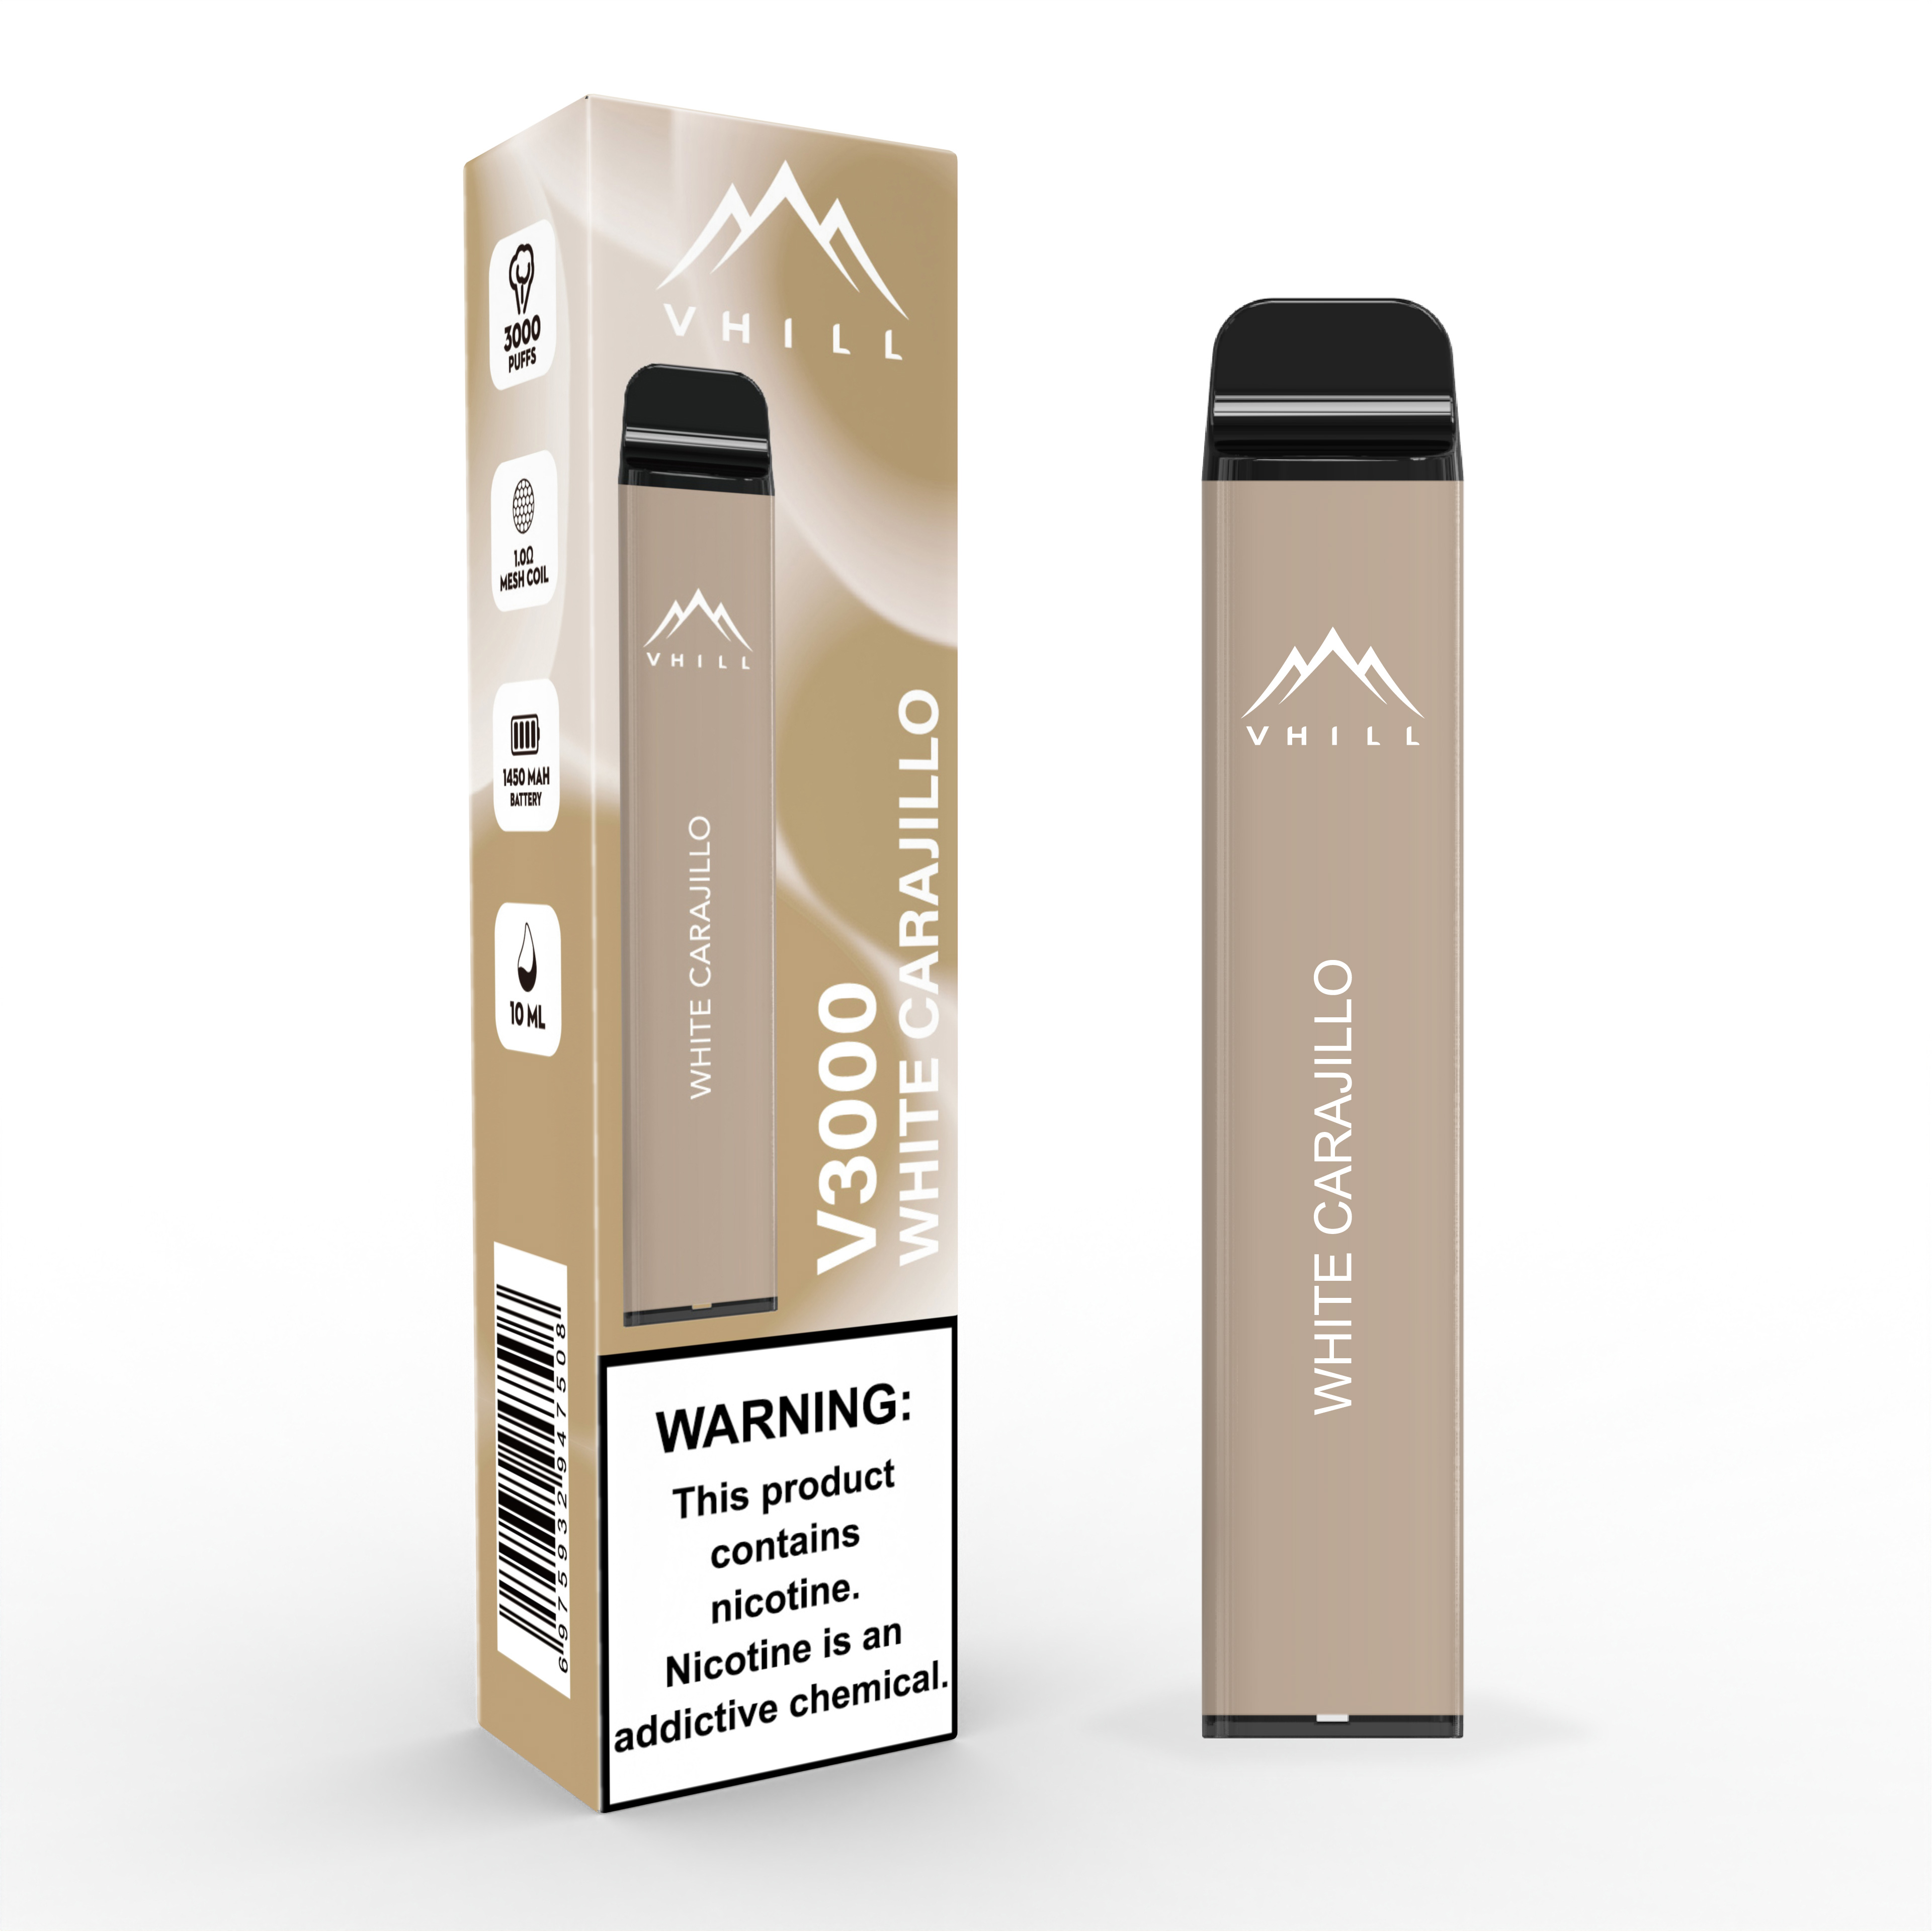 3000
PUFFS
1.0Ω
MESH COIL
1450 MAH
BATTERY
10 ML
6975932947508
VHILL
VHILL
WHITE CARAJILLO
V3000
WHITE CARAJILLO
WARNING:
This product
contains
nicotine.
Nicotine is an
addictive chemical.
VHILL
WHITE CARAJILLO